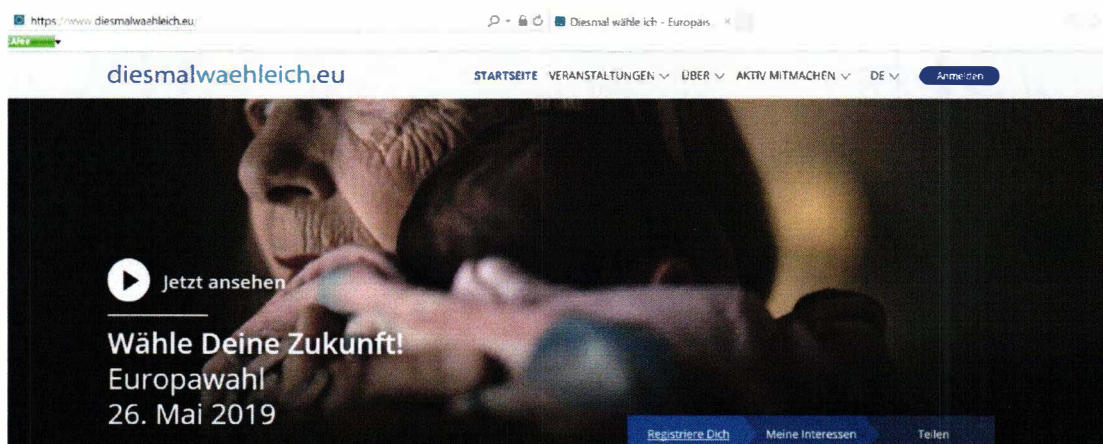 https://www.diesmalwaehleich.eu/
Diesmal wähle ich - Europäis
diesmalwaehleich.eu
STARTSEITE VERANSTALTUNGEN ÜBER AKTIV MITMACHEN DE Anmelden
Jetzt ansehen
Wähle Deine Zukunft!
Europawahl
26. Mai 2019
Registriere Dich Meine Interessen Teilen